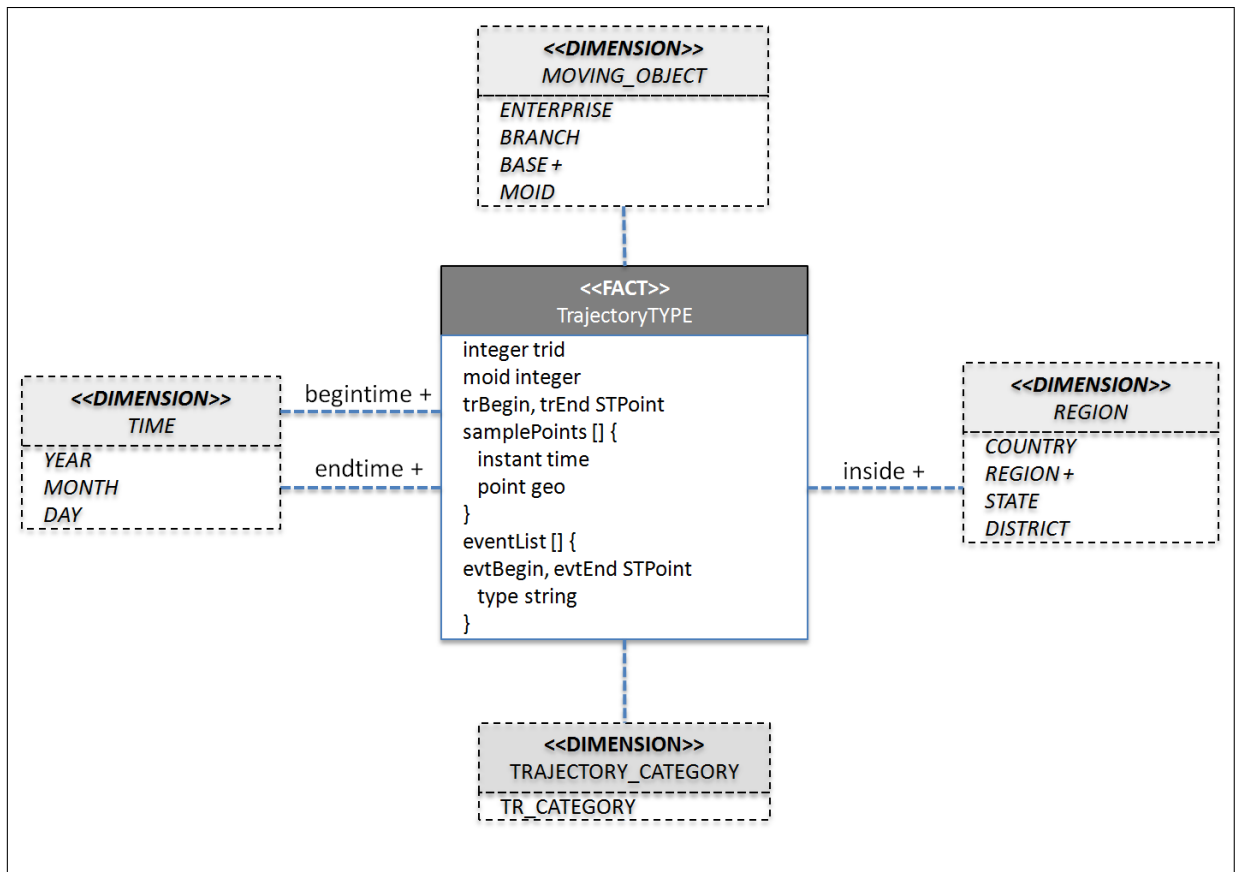 <<DIMENSION>>
MOVING_OBJECT
ENTERPRISE
BRANCH
BASE +
MOID
<<FACT>>
TrajectoryTYPE
integer trid
moid integer
trBegin, trEnd STPoint
samplePoints [] {
instant time
point geo
}
eventList [] {
evtBegin, evtEnd STPoint
type string
}
<<DIMENSION>>
TIME
YEAR
MONTH
DAY
begintime +
endtime +
inside +
<<DIMENSION>>
REGION
COUNTRY
REGION +
STATE
DISTRICT
<<DIMENSION>>
TRAJECTORY_CATEGORY
TR_CATEGORY